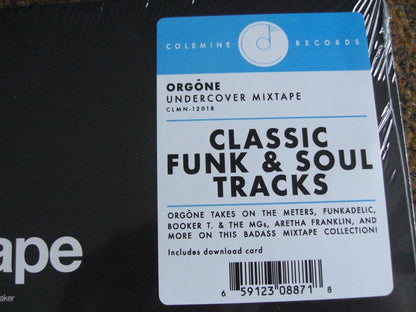 COLEMINE RECORDS
ORGŌNE
UNDERCOVER MIXTAPE
CLMN-12018
CLASSIC
FUNK & SOUL
TRACKS
ORGŌNE TAKES ON THE METERS, FUNKADELIC,
BOOKER T. & THE MGs, ARETHA FRANKLIN, AND
MORE ON THIS BADASS MIXTAPE COLLECTION!
Includes download card
6 59123 08871 8
ape
aker